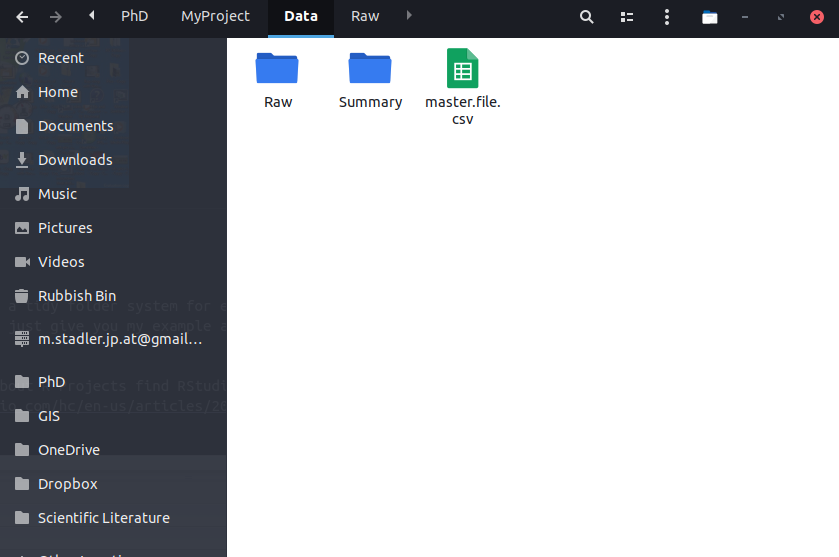 PhD MyProject Data Raw
Recent
Home
Documents
Downloads
Music
Pictures
Videos
Rubbish Bin
m.stadler.jp.at@gmail...
PhD
GIS
OneDrive
Dropbox
Scientific Literature
Raw
Summary
master.file.
csv